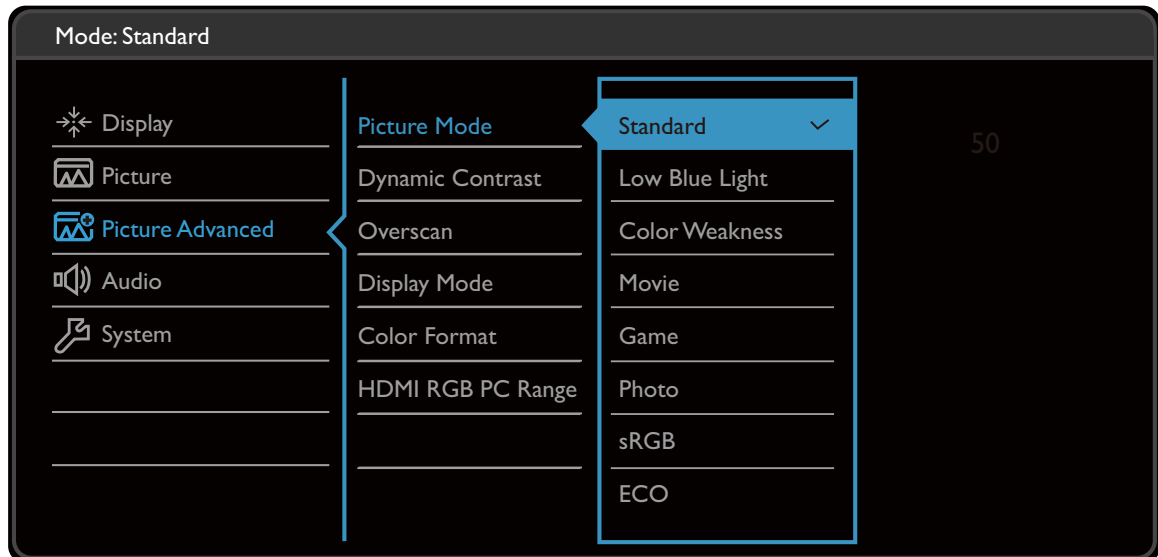 Mode: Standard
Display
Picture
Picture Advanced
Audio
System
Picture Mode
Dynamic Contrast
Overscan
Display Mode
Color Format
HDMI RGB PC Range
Standard
Low Blue Light
Color Weakness
Movie
Game
Photo
sRGB
ECO
50